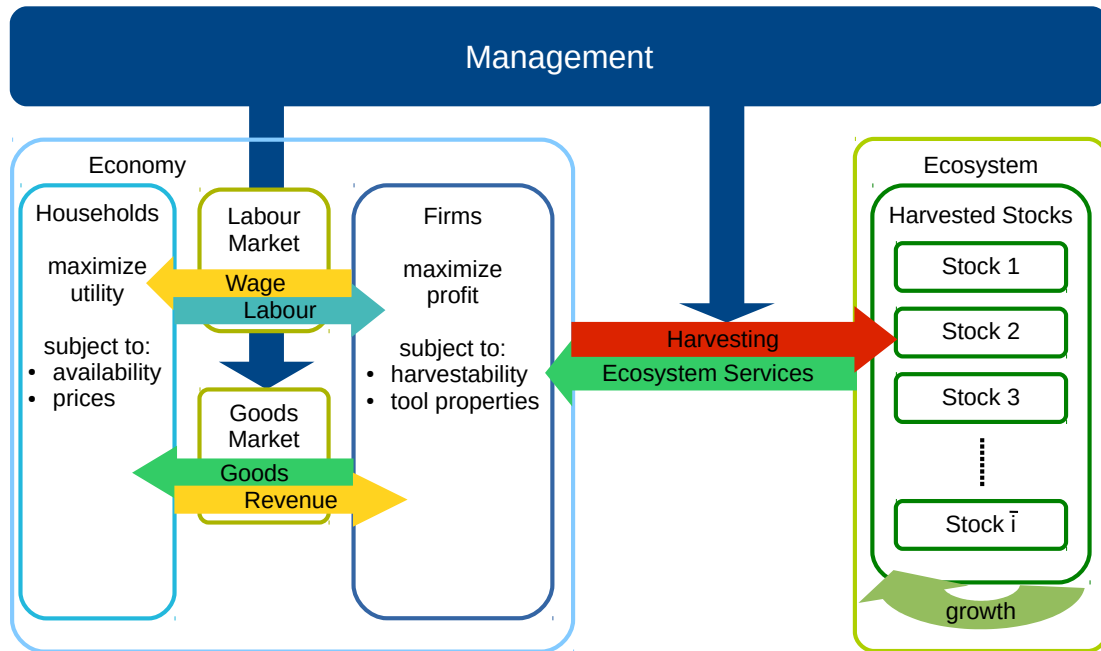 Management
Economy
Households
maximize
utility
subject to:
• availability
• prices
Labour
Market
Wage
Labour
Goods
Market
Goods
Revenue
Firms
maximize
profit
subject to:
• harvestability
• tool properties
Harvesting
Ecosystem Services
Ecosystem
Harvested Stocks
Stock 1
Stock 2
Stock 3
Stock i̅
growth